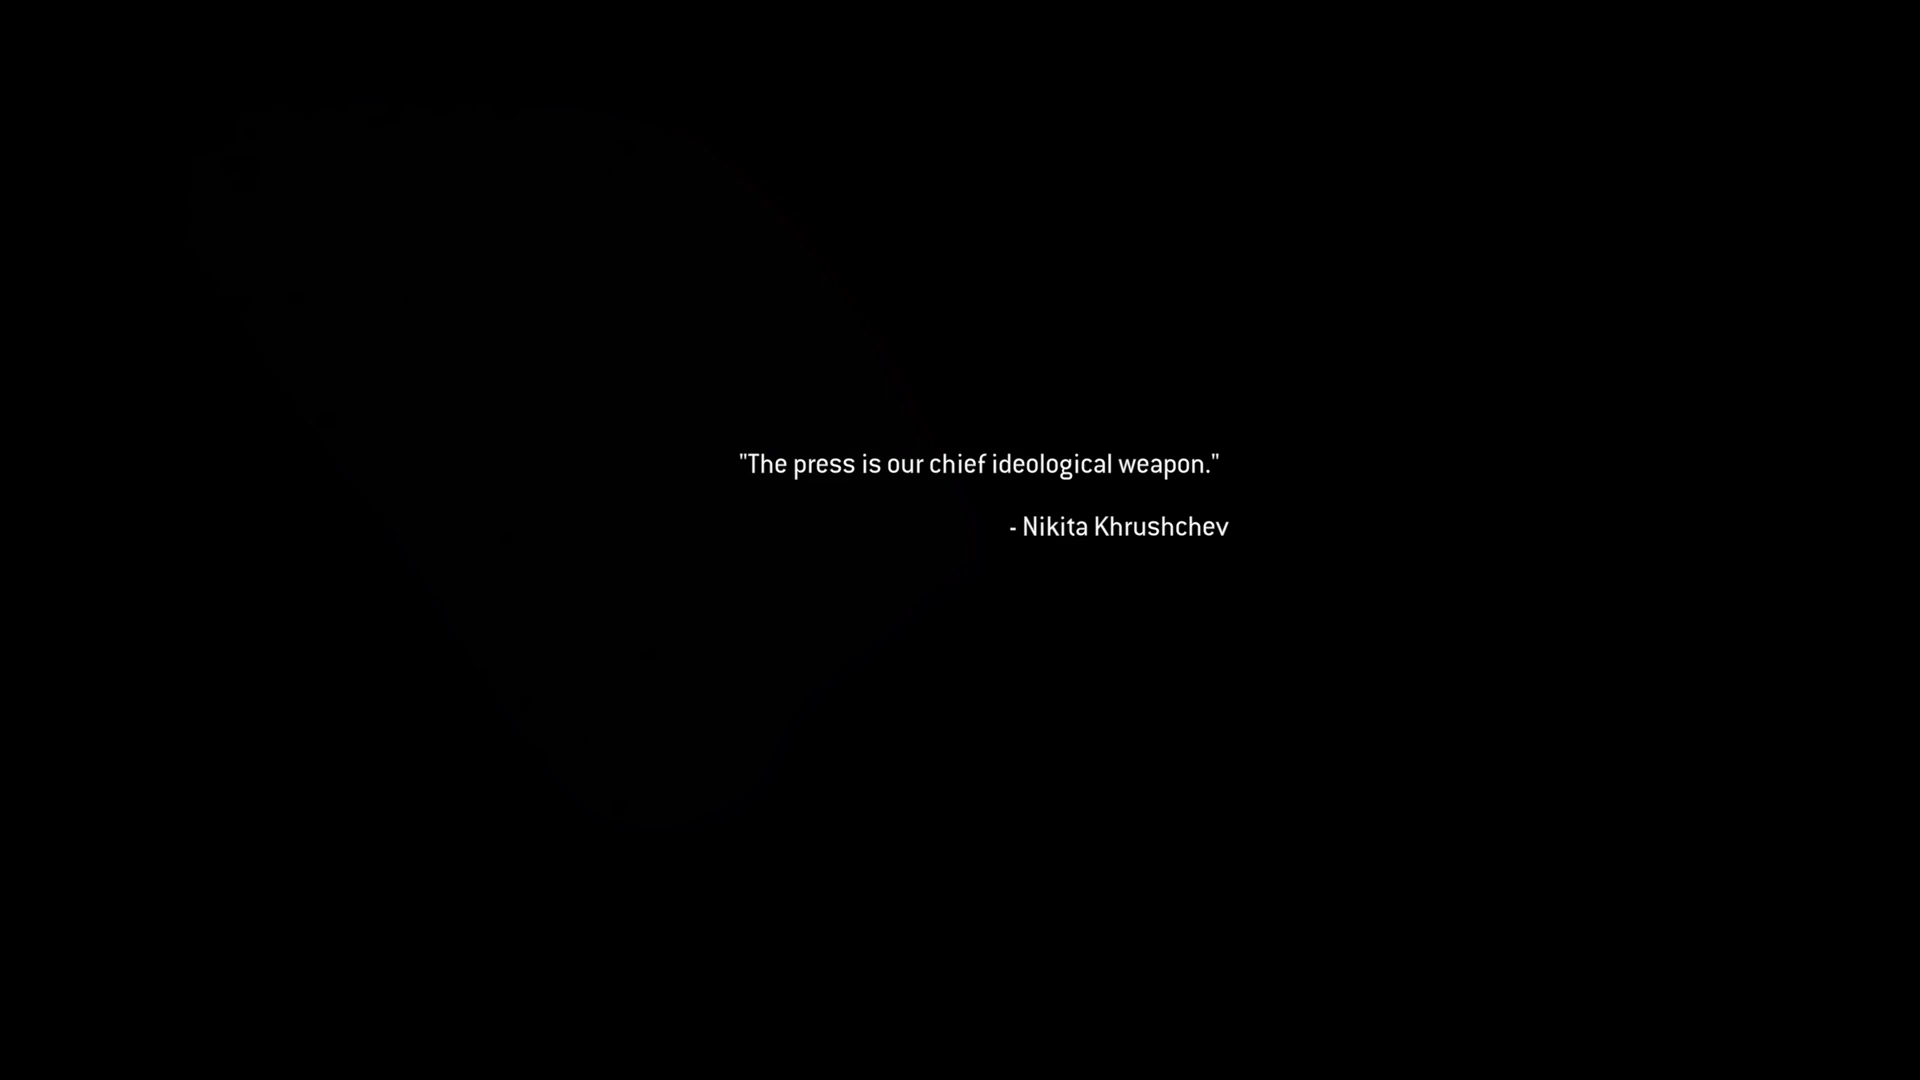 "The press is our chief ideological weapon."
- Nikita Khrushchev